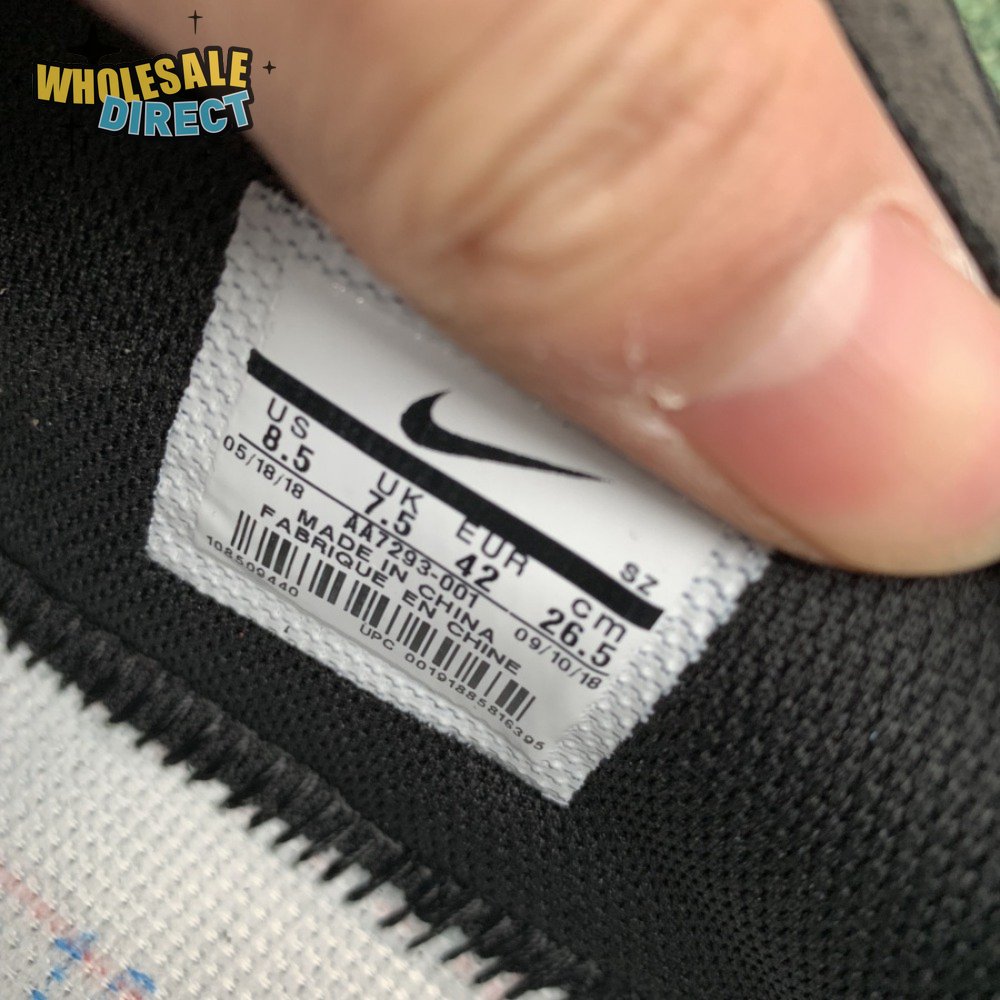 WHOLESALE
DIRECT
US UK EUR cm sz
8.5 7.5 42 26.5
05/18/18 AA7293-001 09/10/18
MADE IN CHINA
FABRIQUE EN CHINE
108509440
UPC 00191885816395